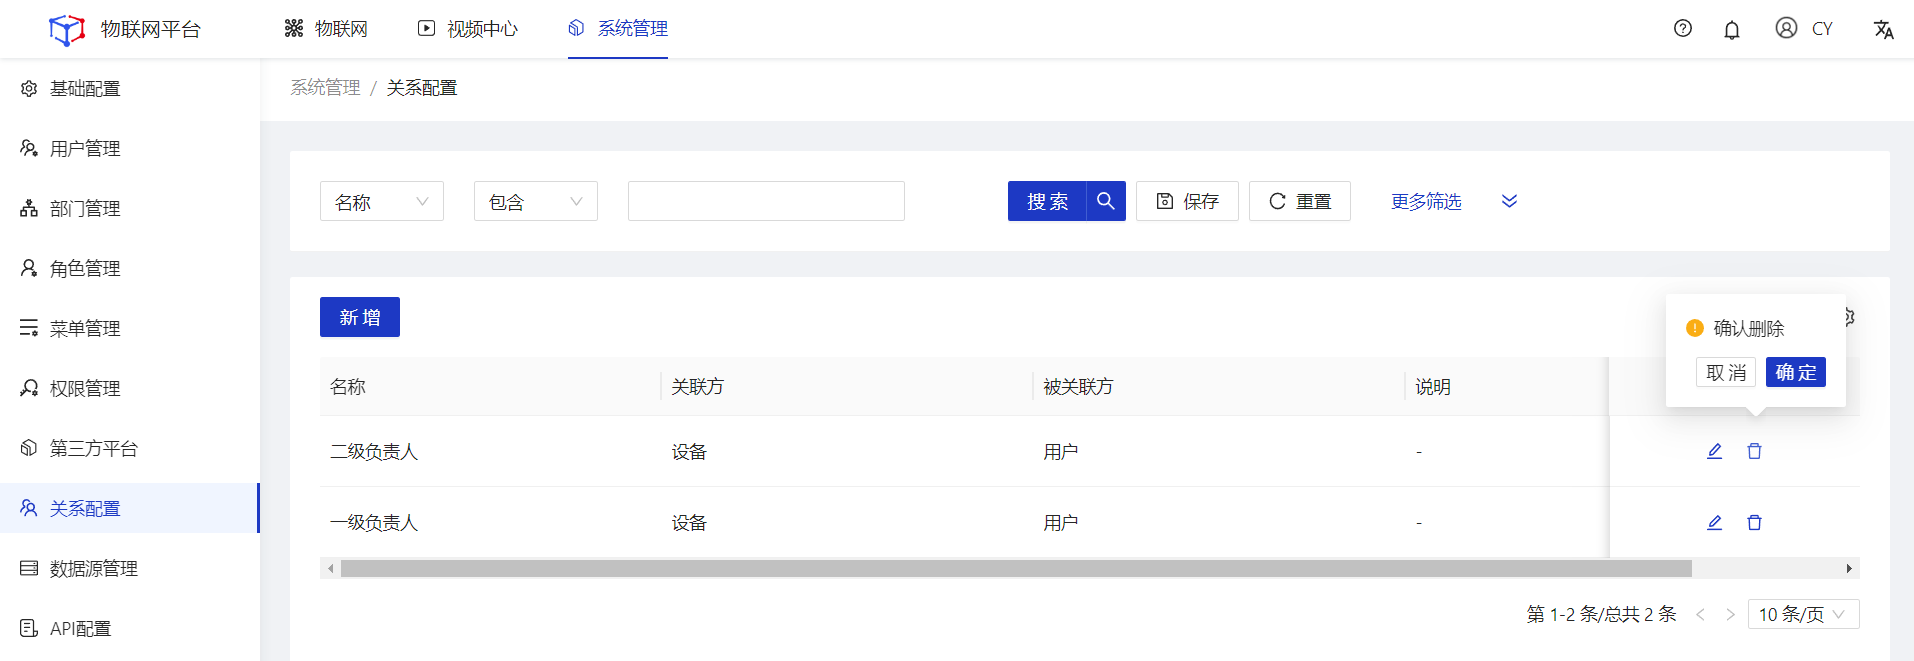 物联网平台 物联网 视频中心 系统管理 CY
基础配置
用户管理
部门管理
角色管理
菜单管理
权限管理
第三方平台
关系配置
数据源管理
API配置
系统管理 / 关系配置
名称 包含 搜索 保存 重置 更多筛选
新增
确认删除
取消 确定
名称 关联方 被关联方 说明
二级负责人 设备 用户 -
一级负责人 设备 用户 -
第 1-2 条/总共 2 条 10 条/页